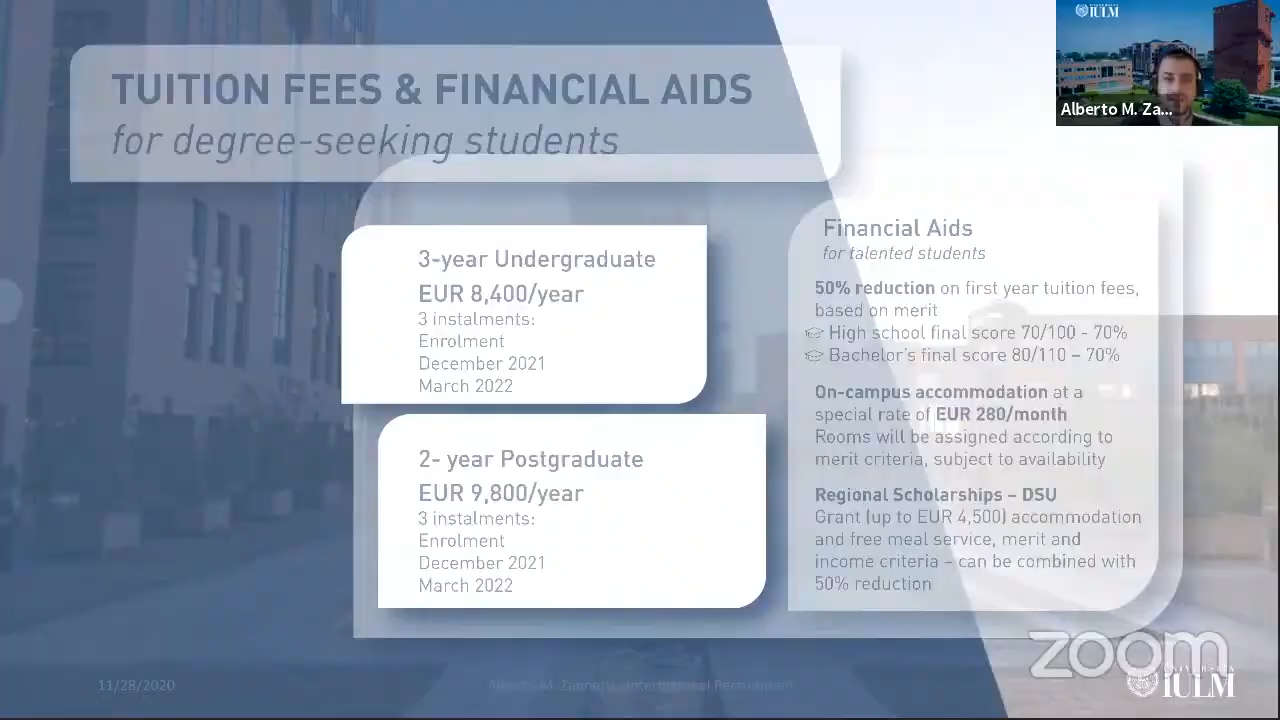 IULM
Alberto M. Za...
TUITION FEES & FINANCIAL AIDS
for degree-seeking students
3-year Undergraduate
EUR 8,400/year
3 instalments:
Enrolment
December 2021
March 2022
2- year Postgraduate
EUR 9,800/year
3 instalments:
Enrolment
December 2021
March 2022
Financial Aids
for talented students
50% reduction on first year tuition fees,
based on merit
High school final score 70/100 - 70%
Bachelor's final score 80/110 – 70%
On-campus accommodation at a
special rate of EUR 280/month
Rooms will be assigned according to
merit criteria, subject to availability
Regional Scholarships – DSU
Grant (up to EUR 4,500) accommodation
and free meal service, merit and
income criteria – can be combined with
50% reduction
11/28/2020
Alberto M.
zoom
UNIVERSITÀ
IULM